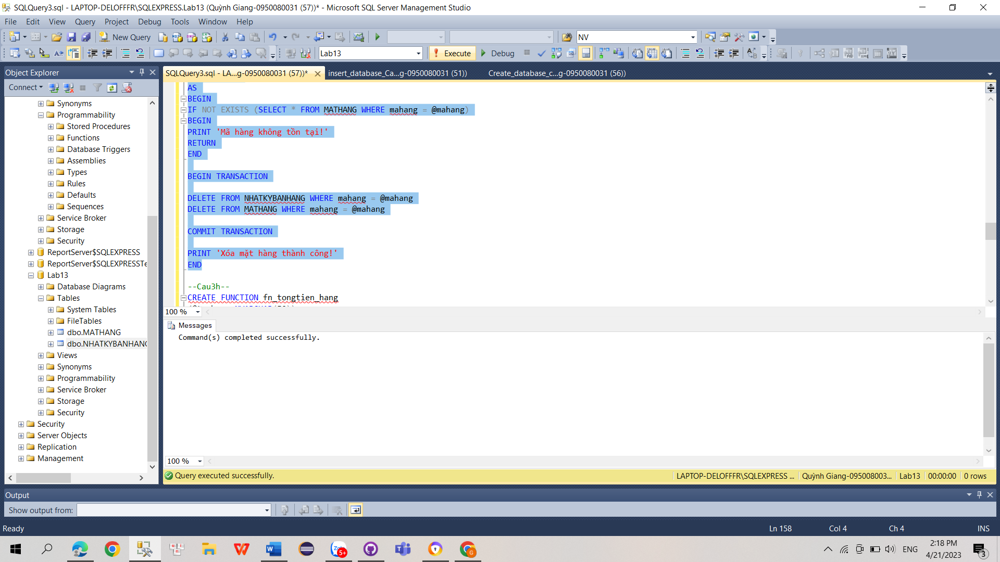 SQLQuery3.sql - LAPTOP-DELOFFFR\SQLEXPRESS.Lab13 (Quỳnh Giang-0950080031 (57))* - Microsoft SQL Server Management Studio
File Edit View Query Project Debug Tools Window Help
New Query NV
Lab13 Execute Debug
Object Explorer
SQLQuery3.sql - LA...g-0950080031 (57))* insert_database_Ca...g-0950080031 (51)) Create_database_c...g-0950080031 (56))
Connect
Synonyms
Programmability
Stored Procedures
Functions
Database Triggers
Assemblies
Types
Rules
Defaults
Sequences
Service Broker
Storage
Security
ReportServer$SQLEXPRESS
ReportServer$SQLEXPRESSTe
Lab13
Database Diagrams
Tables
System Tables
FileTables
dbo.MATHANG
dbo.NHATKYBANHANG
Views
Synonyms
Programmability
Service Broker
Storage
Security
Security
Server Objects
Replication
Management
AS
BEGIN
IF NOT EXISTS (SELECT * FROM MATHANG WHERE mahang = @mahang)
BEGIN
PRINT 'Mã hàng không tồn tại!'
RETURN
END
BEGIN TRANSACTION
DELETE FROM NHATKYBANHANG WHERE mahang = @mahang
DELETE FROM MATHANG WHERE mahang = @mahang
COMMIT TRANSACTION
PRINT 'Xóa mặt hàng thành công!'
END
--Cau3h--
CREATE FUNCTION fn_tongtien_hang
100 %
Messages
Command(s) completed successfully.
100 %
Query executed successfully. LAPTOP-DELOFFFR\SQLEXPRESS ... Quỳnh Giang-095008003... Lab13 00:00:00 0 rows
Output
Show output from:
Ready Ln 158 Col 4 Ch 4 INS
5+
G
ENG
2:18 PM
4/21/2023
3